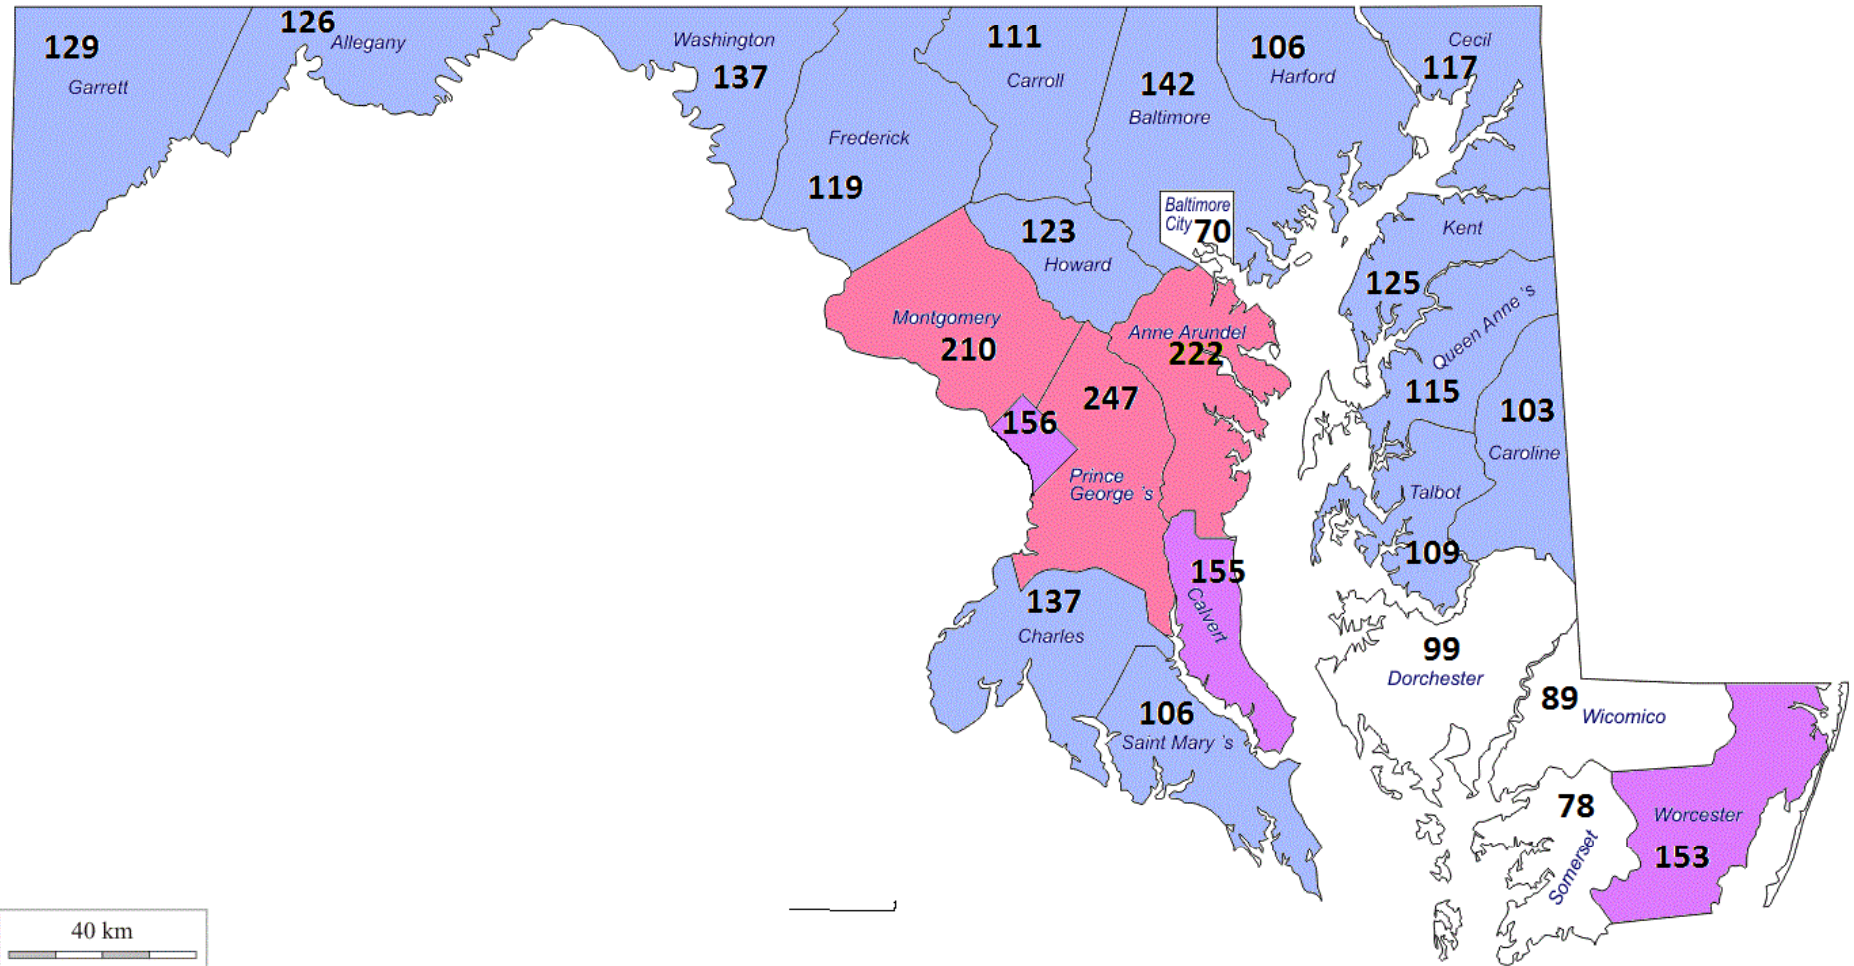 129
Garrett
126
Allegany
Washington
137
Frederick
119
111
Carroll
142
Baltimore
106
Harford
Cecil
117
Baltimore
City 70
123
Howard
Kent
125
Queen Anne 's
115
103
Caroline
Montgomery
210
Anne Arundel
222
247
156
Prince
George 's
Talbot
109
155
Calvert
137
Charles
106
Saint Mary 's
99
Dorchester
89
Wicomico
78
Somerset
Worcester
153
40 km